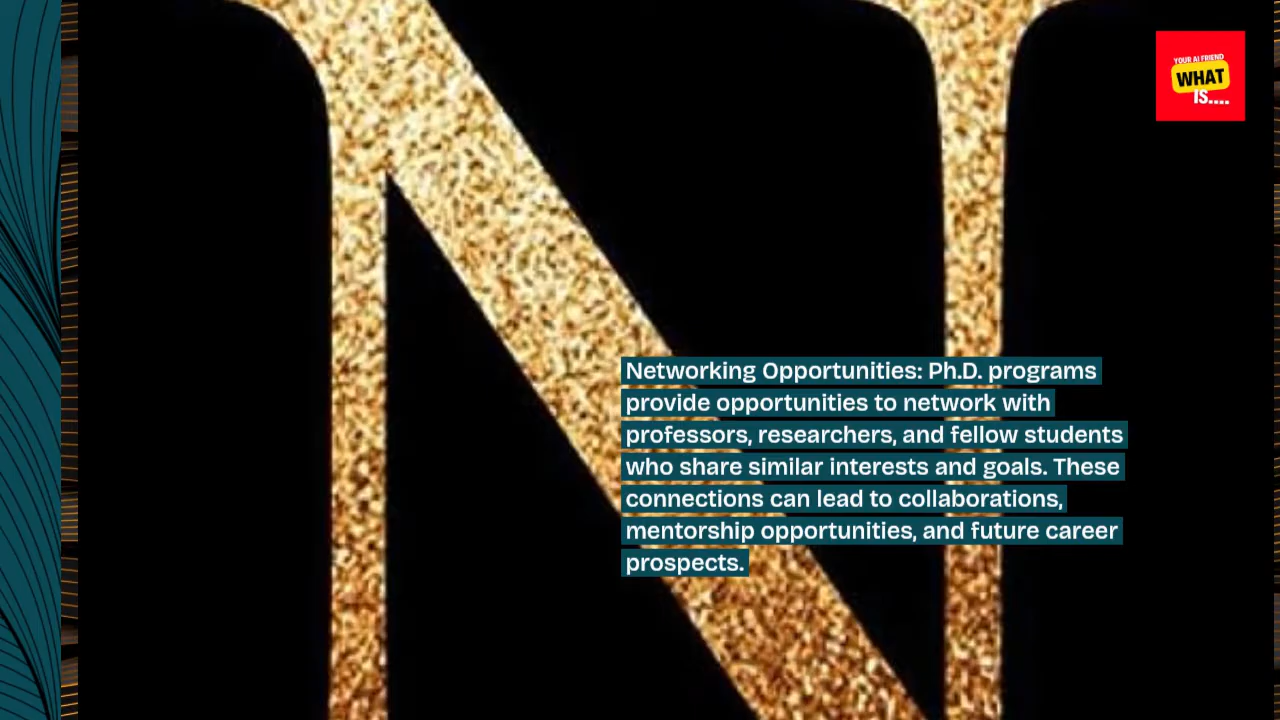 N
YOUR AI FRIEND
WHAT
IS....
Networking Opportunities: Ph.D. programs
provide opportunities to network with
professors, researchers, and fellow students
who share similar interests and goals. These
connections can lead to collaborations,
mentorship opportunities, and future career
prospects.